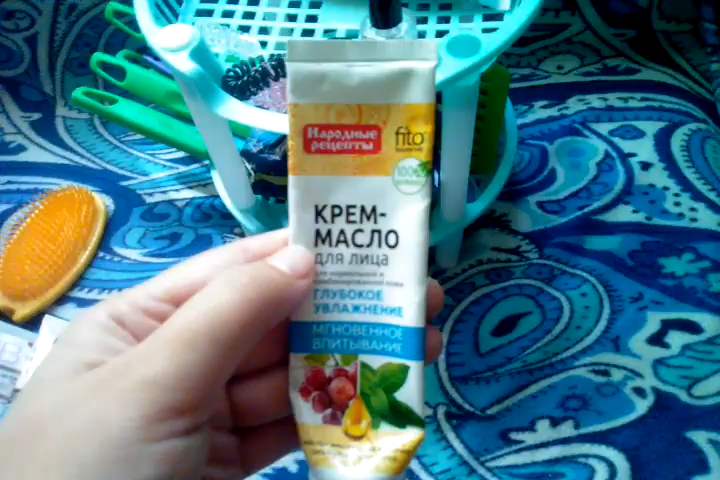 Народные
рецепты
fito
100%
КРЕМ-
МАСЛО
для лица
для нормальной и
комбинированной кожи
ГЛУБОКОЕ
УВЛАЖНЕНИЕ
МГНОВЕННОЕ
ВПИТЫВАНИЕ